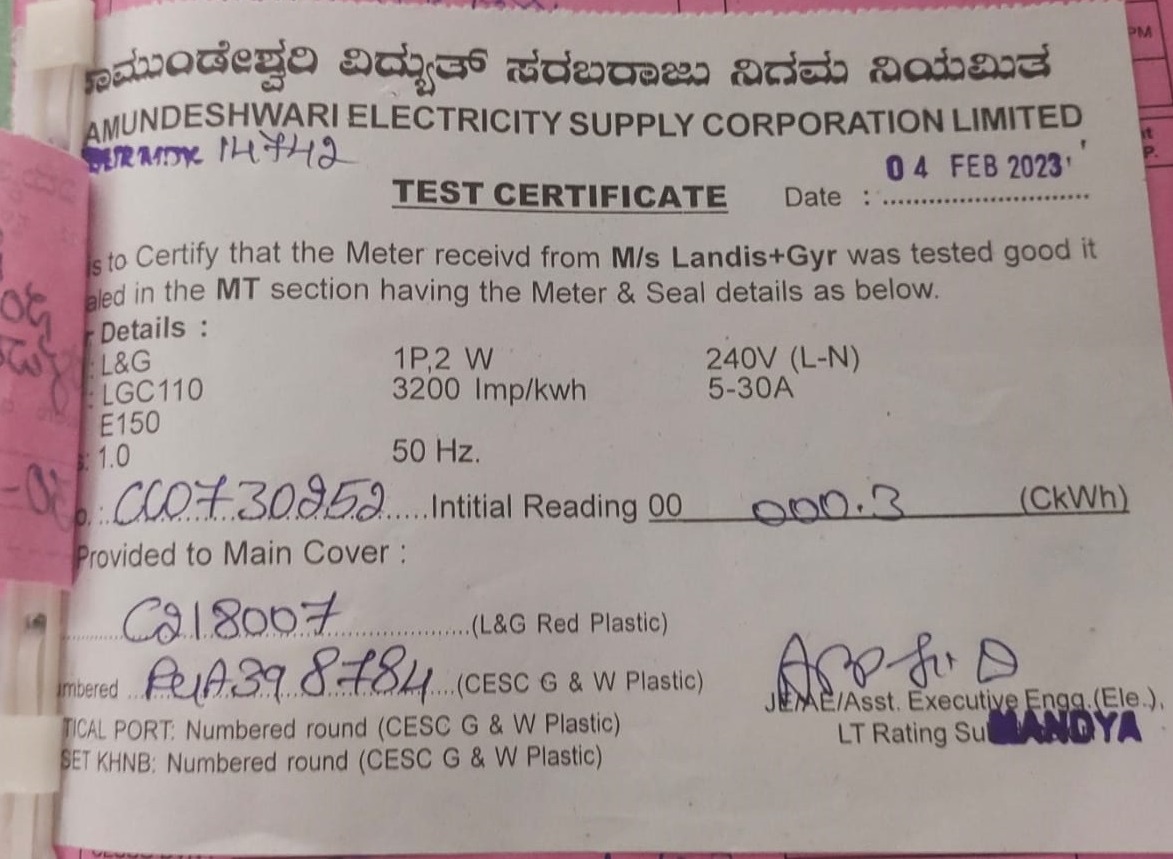 ಾಮುಂಡೇಶ್ವರಿ ವಿದ್ಯುತ್ ಸರಬರಾಜು ನಿಗಮ ನಿಯಮಿತ
AMUNDESHWARI ELECTRICITY SUPPLY CORPORATION LIMITED
14742
04 FEB 2023
TEST CERTIFICATE Date :
is to Certify that the Meter receivd from M/s Landis+Gyr was tested good it
aled in the MT section having the Meter & Seal details as below.
Details :
: L&G 1P,2 W 240V (L-N)
: LGC110 3200 Imp/kwh 5-30A
E150
: 1.0 50 Hz.
o. : CC0730252 Intitial Reading 00 000.3 (CkWh)
Provided to Main Cover :
C218007 (L&G Red Plastic)
umbered 398784 (CESC G & W Plastic)
TICAL PORT: Numbered round (CESC G & W Plastic)
SET KHNB: Numbered round (CESC G & W Plastic)
JE/AE/Asst. Executive Engg.(Ele.),
LT Rating Su MANDYA